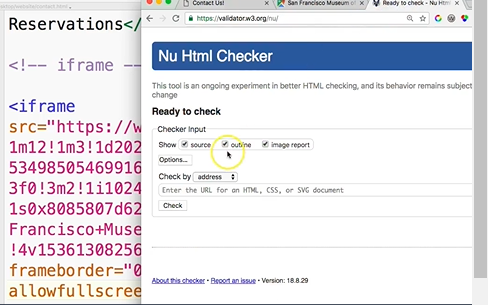 Contact Us!
San Francisco Museum of
Ready to check - Nu Html
https://validator.w3.org/nu/
Reservations</
<!-- iframe --
<iframe
src="https://w
1m12!1m3!1d202
53498505469916
3f0!3m2!1i1024
1s0x8085807d62
Francisco+Muse
!4v15361308256
frameborder="0
allowfullscree
Nu Html Checker
This tool is an ongoing experiment in better HTML checking, and its behavior remains subject
change
Ready to check
Checker Input
Show source outline image report
Options...
Check by address
Enter the URL for an HTML, CSS, or SVG document
Check
About this checker • Report an issue • Version: 18.8.29